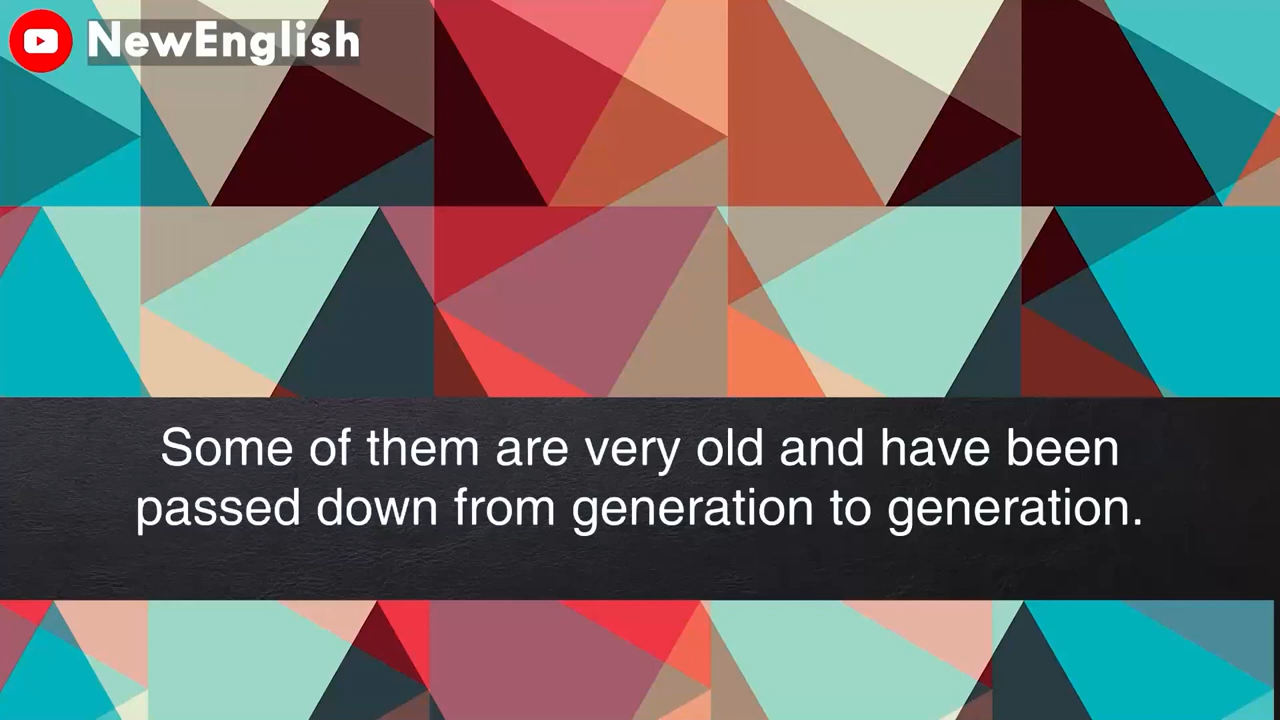 NewEnglish
Some of them are very old and have been
passed down from generation to generation.